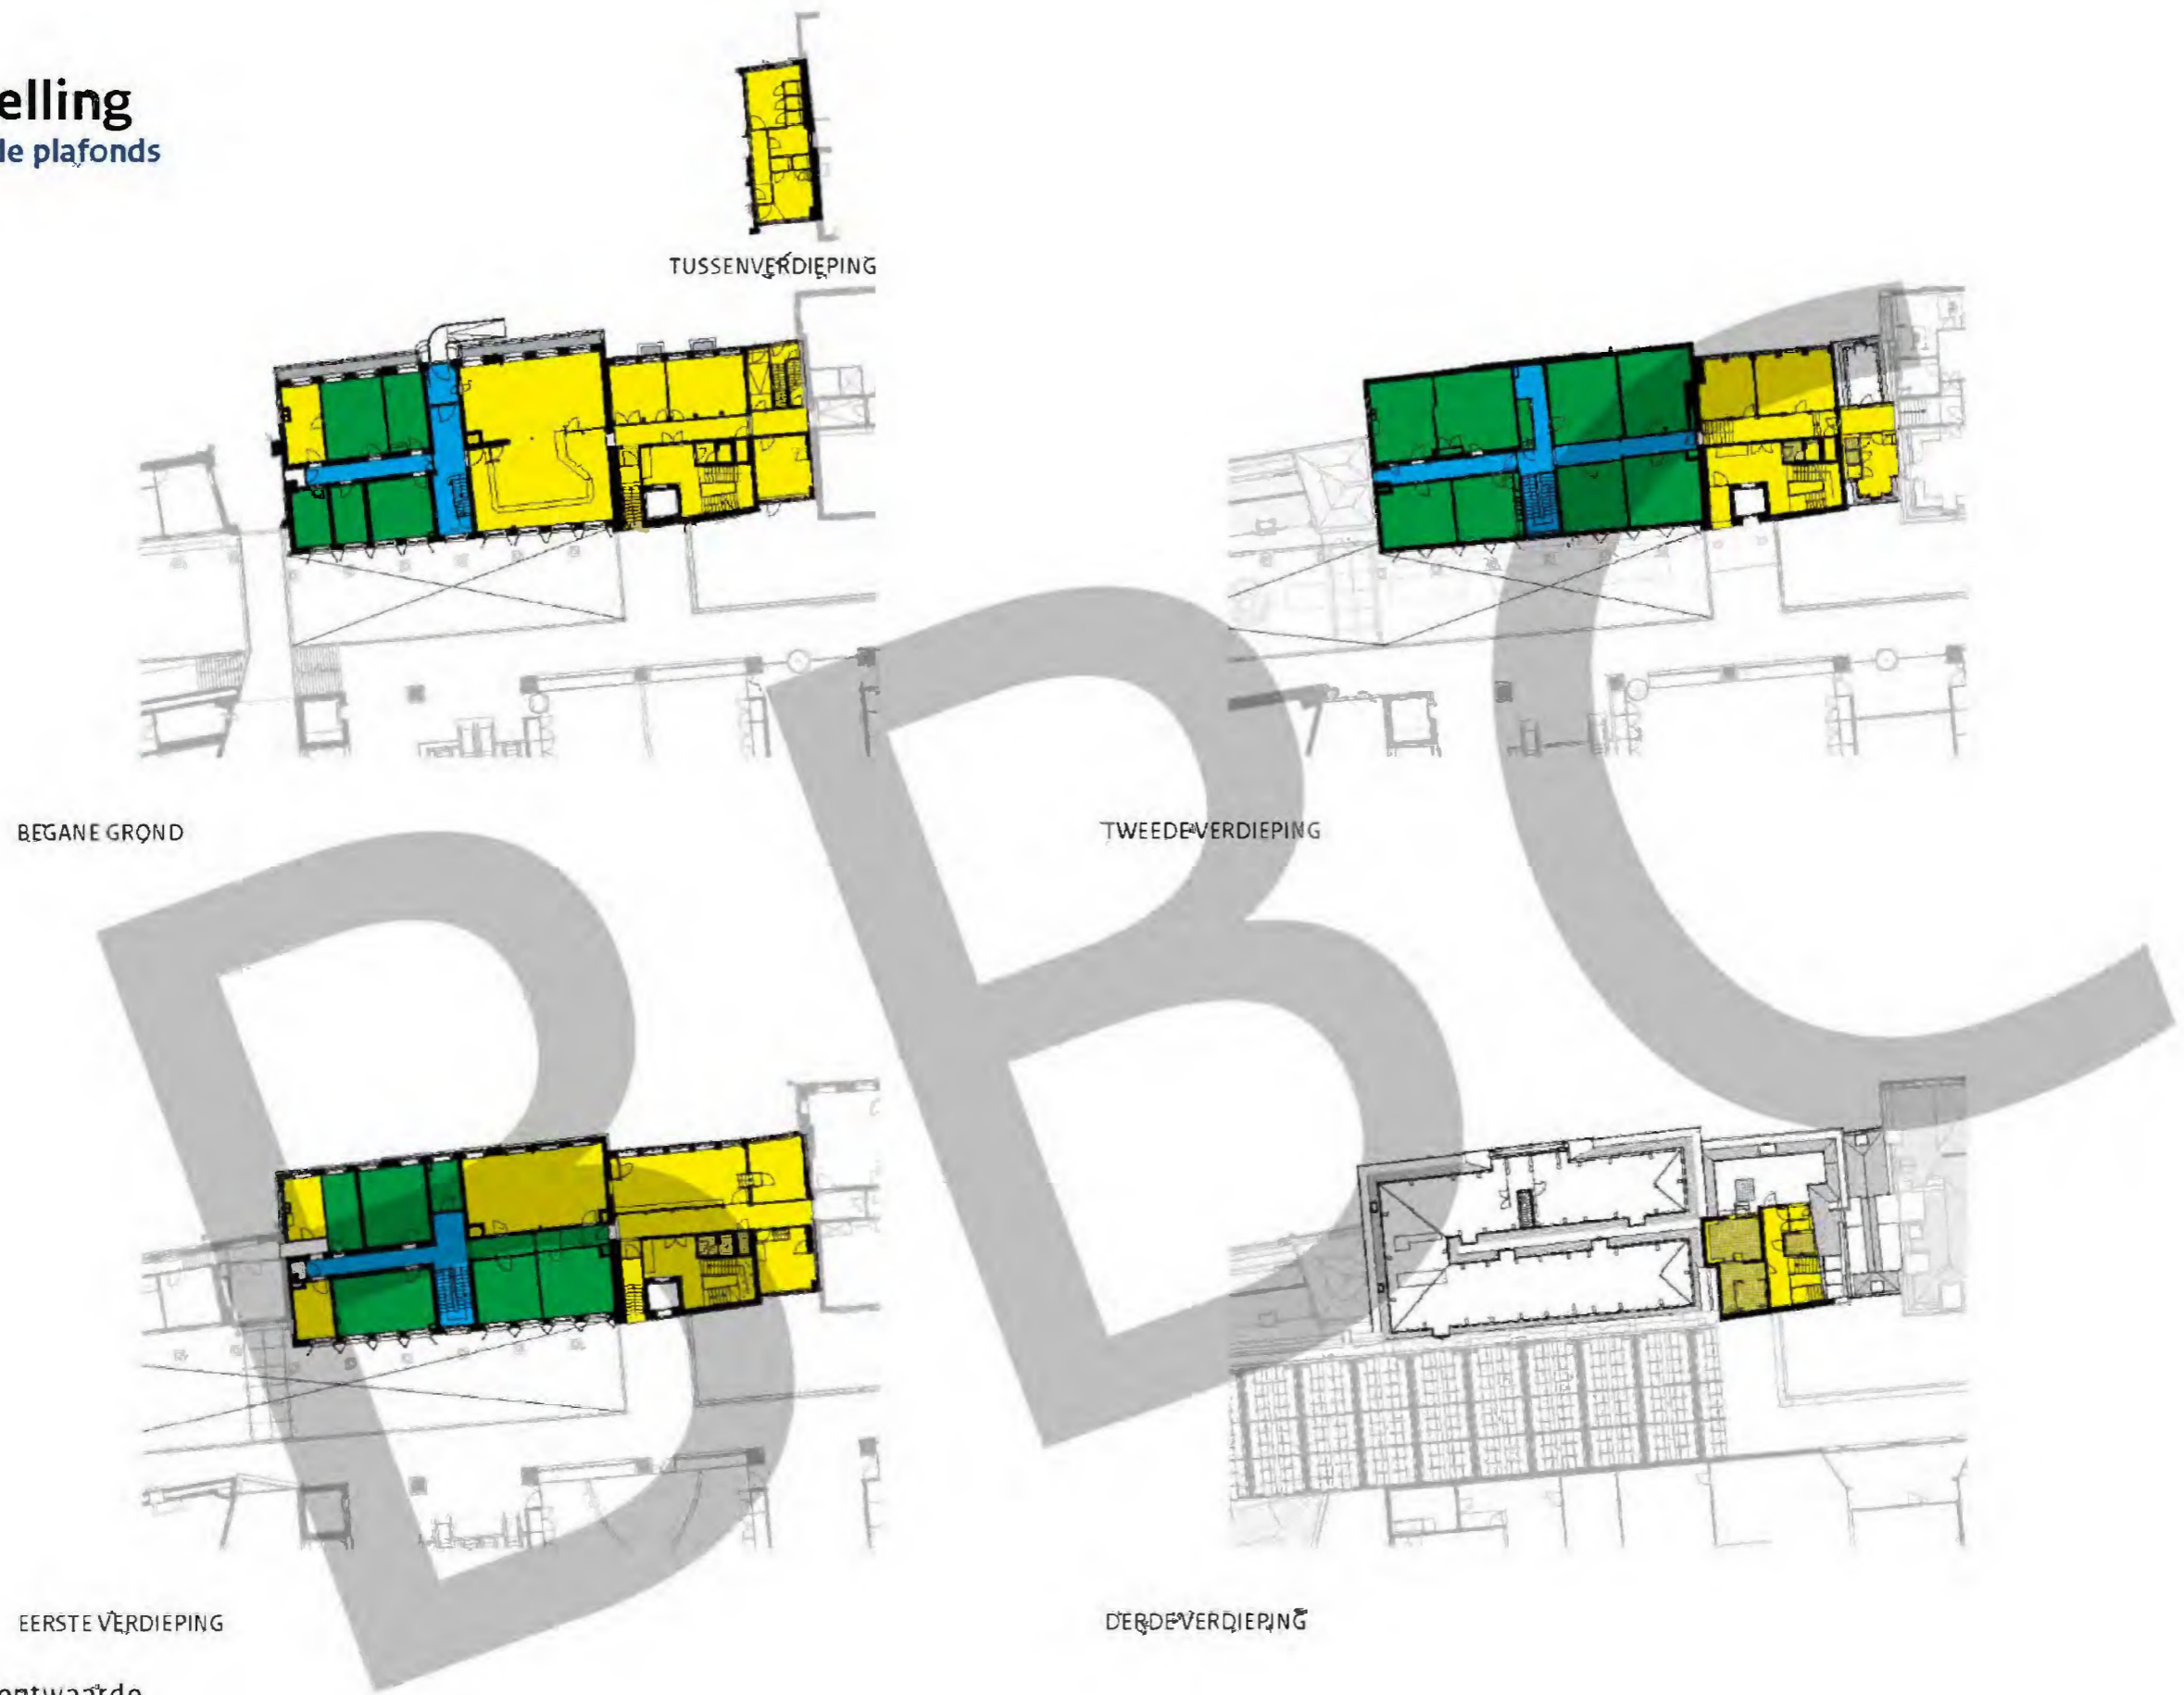 elling
le plafonds
TUSSENVERDIEPING
BEGANE GROND
TWEEDE VERDIEPING
EERSTE VERDIEPING
DERDE VERDIEPING
BBC